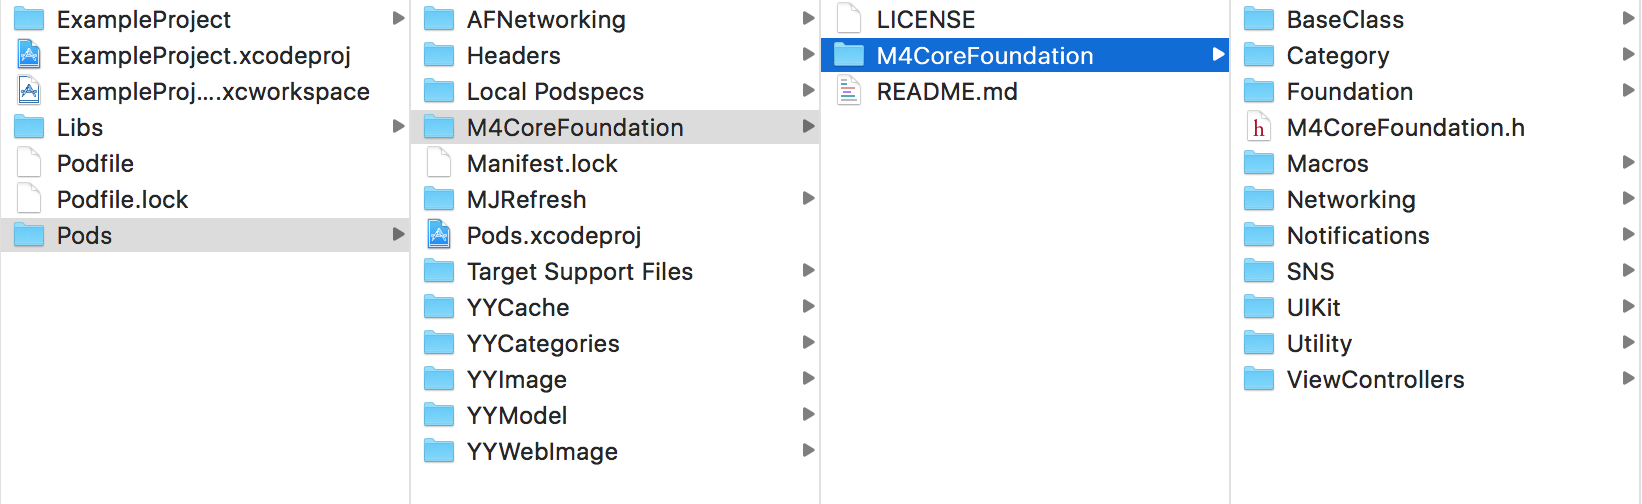 ExampleProject
ExampleProject.xcodeproj
ExampleProj....xcworkspace
Libs
Podfile
Podfile.lock
Pods
AFNetworking
Headers
Local Podspecs
M4CoreFoundation
Manifest.lock
MJRefresh
Pods.xcodeproj
Target Support Files
YYCache
YYCategories
YYImage
YYModel
YYWebImage
LICENSE
M4CoreFoundation
README.md
BaseClass
Category
Foundation
h M4CoreFoundation.h
Macros
Networking
Notifications
SNS
UIKit
Utility
ViewControllers